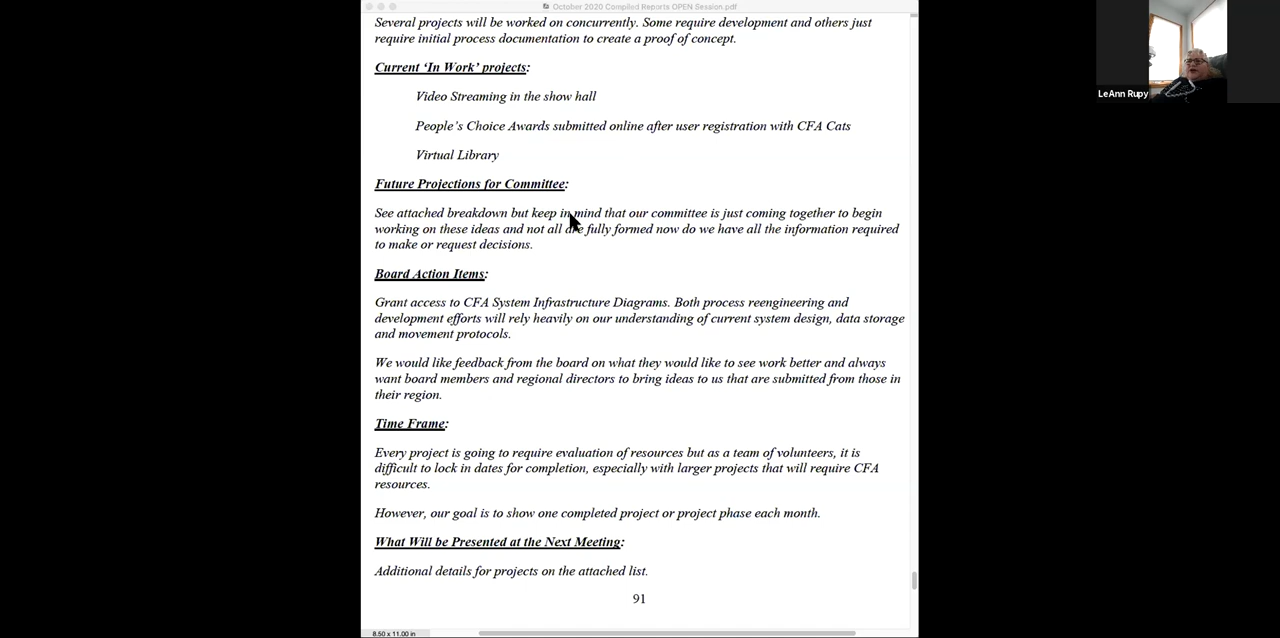 October 2020 Compiled Reports OPEN Session.pdf
Several projects will be worked on concurrently. Some require development and others just
require initial process documentation to create a proof of concept.
Current ‘In Work’ projects:
Video Streaming in the show hall
People’s Choice Awards submitted online after user registration with CFA Cats
Virtual Library
Future Projections for Committee:
See attached breakdown but keep in mind that our committee is just coming together to begin
working on these ideas and not all are fully formed now do we have all the information required
to make or request decisions.
Board Action Items:
Grant access to CFA System Infrastructure Diagrams. Both process reengineering and
development efforts will rely heavily on our understanding of current system design, data storage
and movement protocols.
We would like feedback from the board on what they would like to see work better and always
want board members and regional directors to bring ideas to us that are submitted from those in
their region.
Time Frame:
Every project is going to require evaluation of resources but as a team of volunteers, it is
difficult to lock in dates for completion, especially with larger projects that will require CFA
resources.
However, our goal is to show one completed project or project phase each month.
What Will be Presented at the Next Meeting:
Additional details for projects on the attached list.
91
8.50 x 11.00 in
LeAnn Rupy